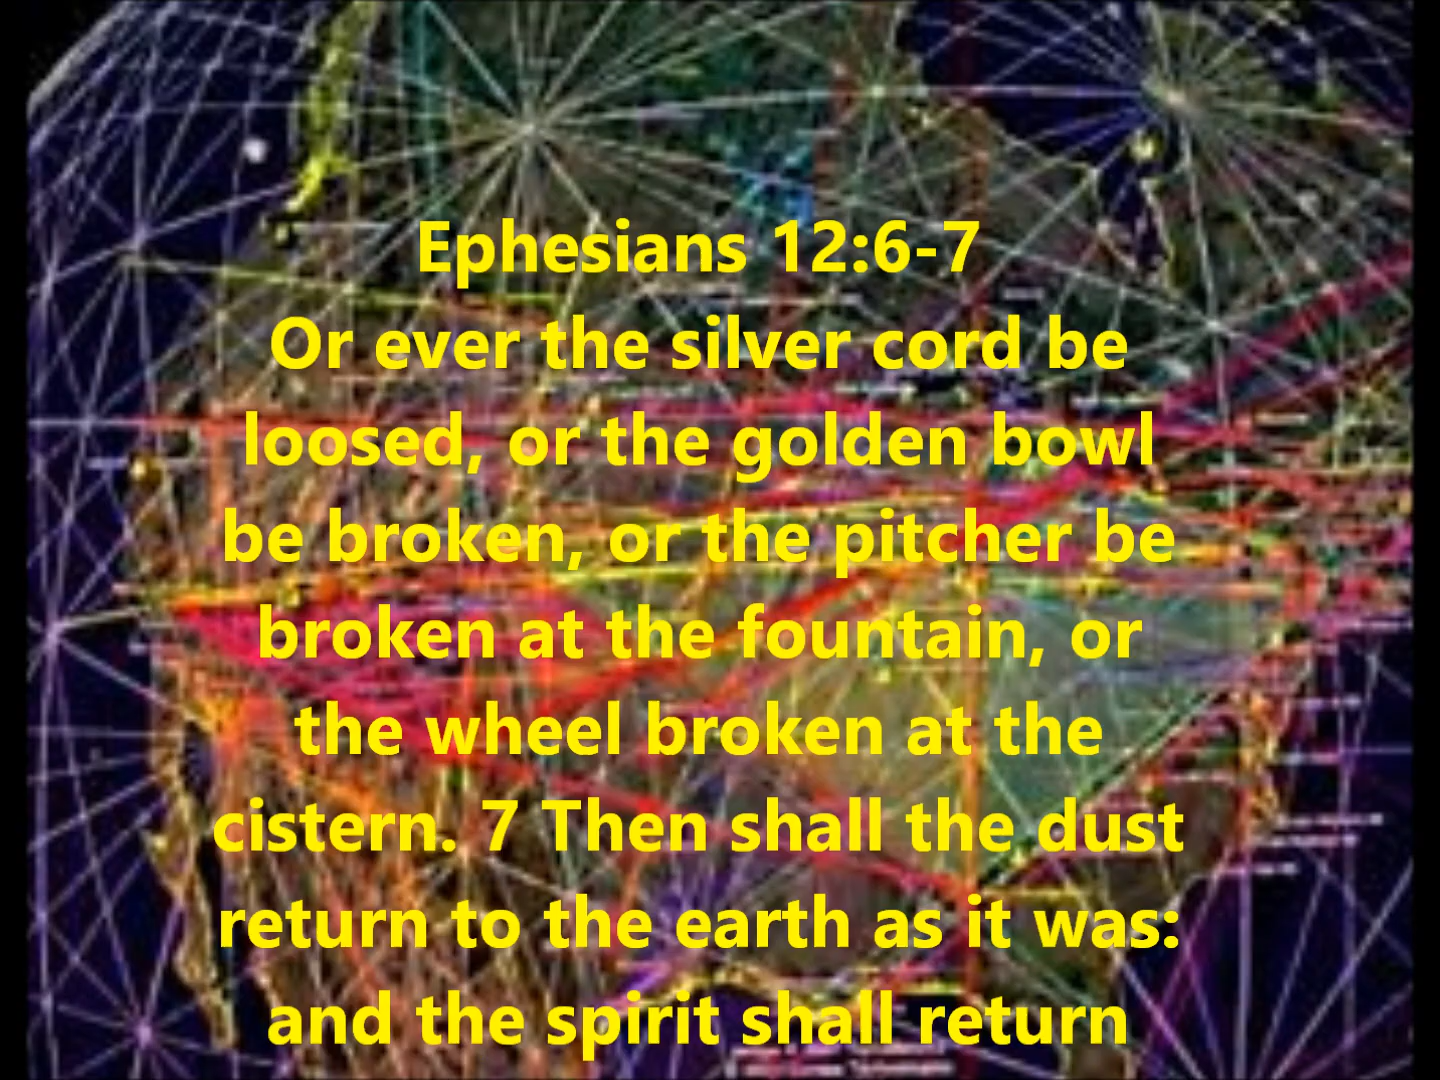 Ephesians 12:6-7
Or ever the silver cord be
loosed, or the golden bowl
be broken, or the pitcher be
broken at the fountain, or
the wheel broken at the
cistern. 7 Then shall the dust
return to the earth as it was:
and the spirit shall return